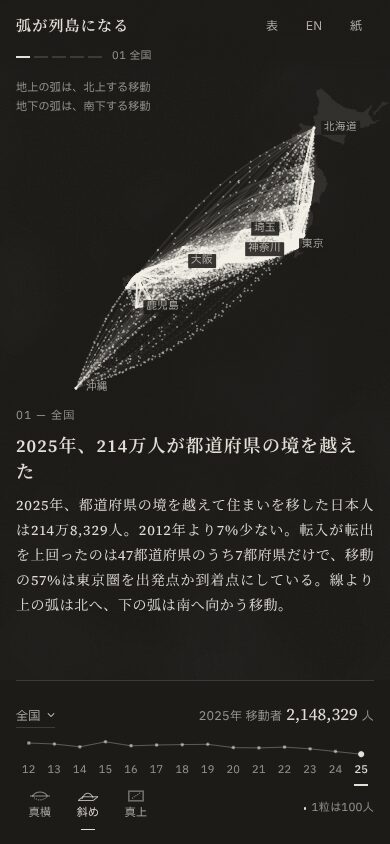 弧が列島になる
表 EN 紙
01 全国
地上の弧は、北上する移動
地下の弧は、南下する移動
北海道
埼玉
東京
神奈川
大阪
鹿児島
沖縄
01 — 全国
2025年、214万人が都道府県の境を越え
た
2025年、都道府県の境を越えて住まいを移した日本人
は214万8,329人。2012年より7%少ない。転入が転出
を上回ったのは47都道府県のうち7都府県だけで、移動
の57%は東京圏を出発点か到着点にしている。線より
上の弧は北へ、下の弧は南へ向かう移動。
全国 2025年 移動者 2,148,329 人
12 13 14 15 16 17 18 19 20 21 22 23 24 25
真横 斜め 真上 1粒は100人